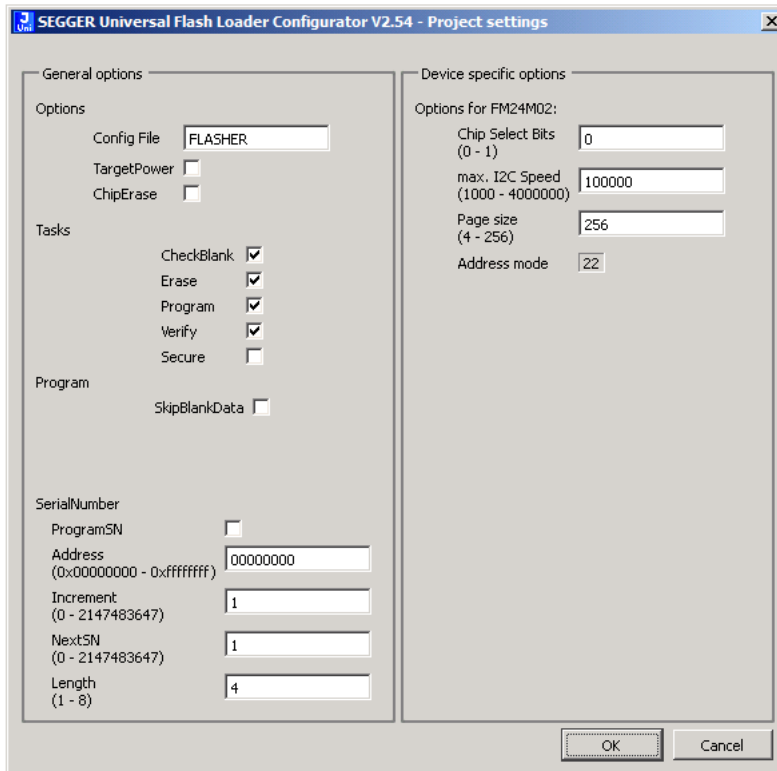 J Uni SEGGER Universal Flash Loader Configurator V2.54 - Project settings
General options
Options
Config File FLASHER
TargetPower
ChipErase
Tasks
CheckBlank
Erase
Program
Verify
Secure
Program
SkipBlankData
SerialNumber
ProgramSN
Address
(0x00000000 - 0xffffffff) 00000000
Increment
(0 - 2147483647) 1
NextSN
(0 - 2147483647) 1
Length
(1 - 8) 4
Device specific options
Options for FM24M02:
Chip Select Bits
(0 - 1) 0
max. I2C Speed
(1000 - 4000000) 100000
Page size
(4 - 256) 256
Address mode 22
OK Cancel